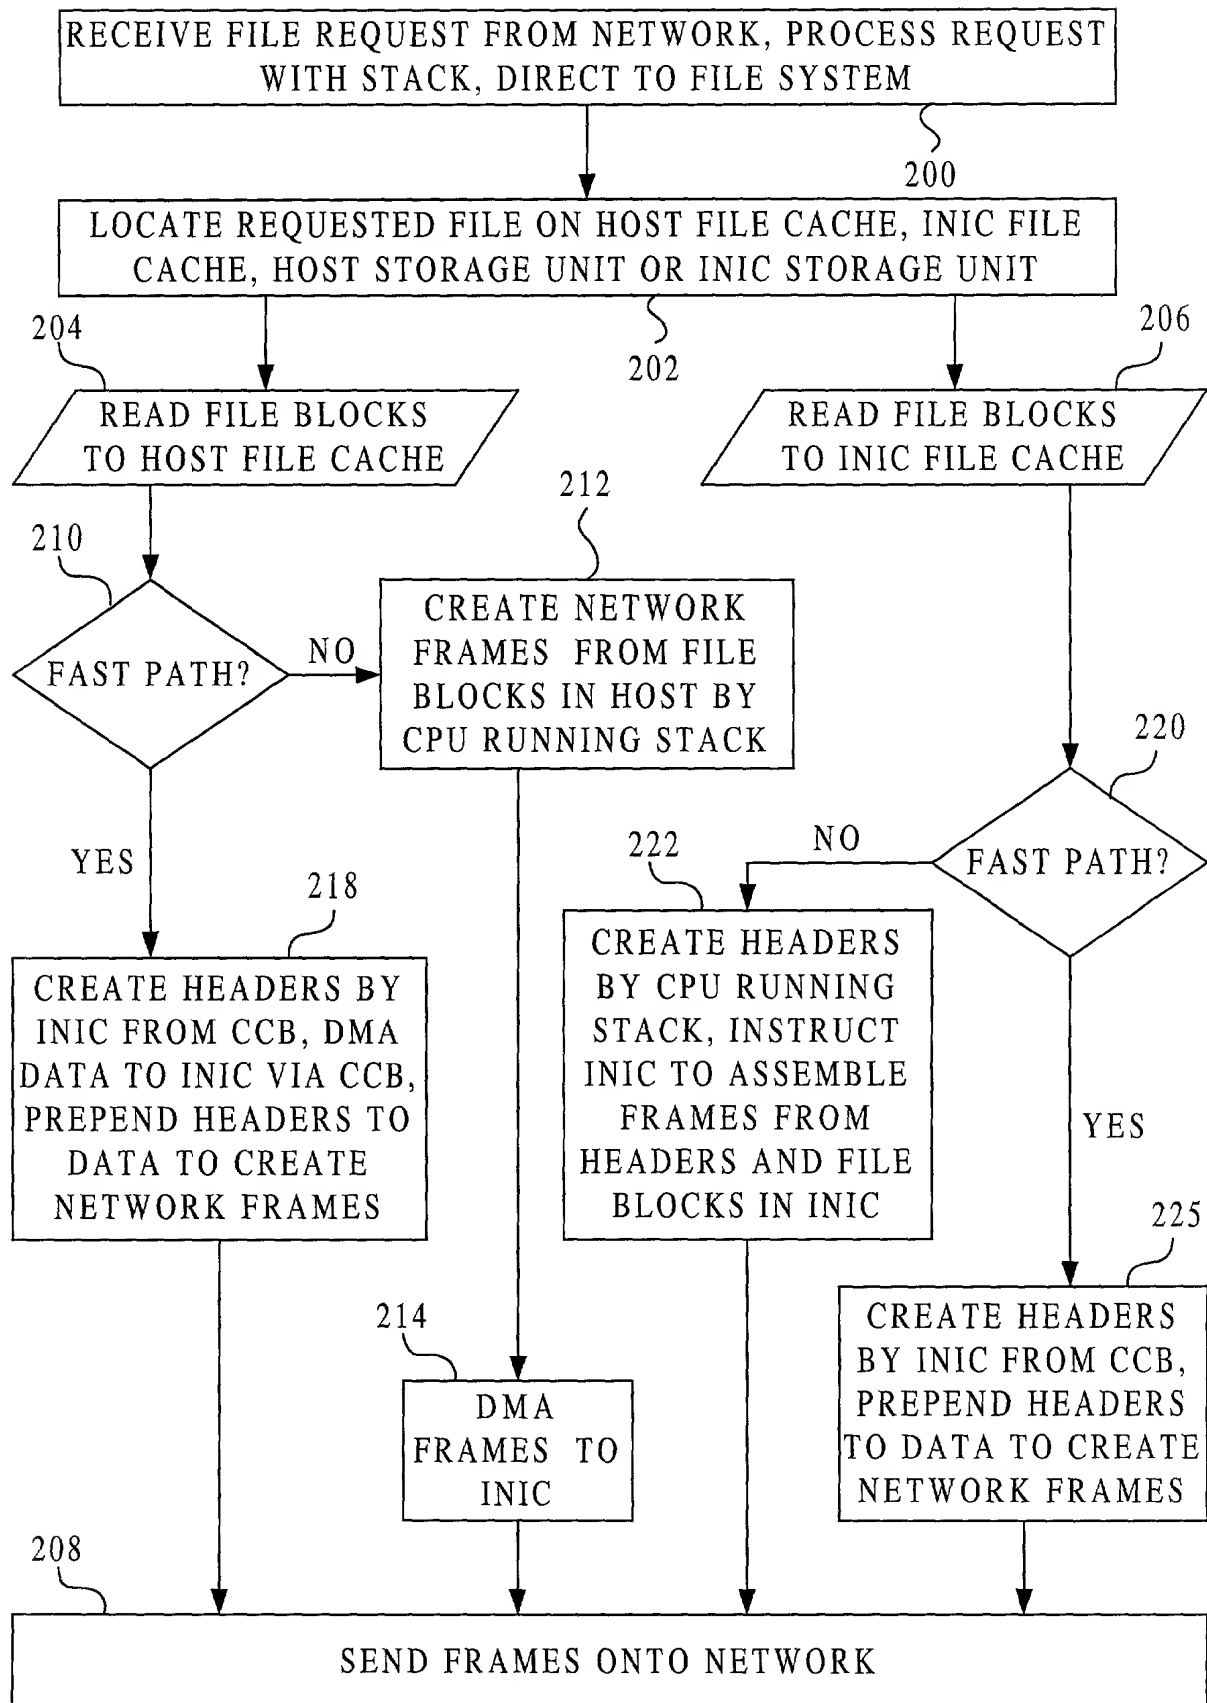 RECEIVE FILE REQUEST FROM NETWORK, PROCESS REQUEST
WITH STACK, DIRECT TO FILE SYSTEM
200
LOCATE REQUESTED FILE ON HOST FILE CACHE, INIC FILE
CACHE, HOST STORAGE UNIT OR INIC STORAGE UNIT
202
204
READ FILE BLOCKS
TO HOST FILE CACHE
206
READ FILE BLOCKS
TO INIC FILE CACHE
210
FAST PATH?
NO
YES
212
CREATE NETWORK
FRAMES FROM FILE
BLOCKS IN HOST BY
CPU RUNNING STACK
220
FAST PATH?
NO
YES
218
CREATE HEADERS BY
INIC FROM CCB, DMA
DATA TO INIC VIA CCB,
PREPEND HEADERS TO
DATA TO CREATE
NETWORK FRAMES
222
CREATE HEADERS
BY CPU RUNNING
STACK, INSTRUCT
INIC TO ASSEMBLE
FRAMES FROM
HEADERS AND FILE
BLOCKS IN INIC
214
DMA
FRAMES TO
INIC
225
CREATE HEADERS
BY INIC FROM CCB,
PREPEND HEADERS
TO DATA TO CREATE
NETWORK FRAMES
208
SEND FRAMES ONTO NETWORK